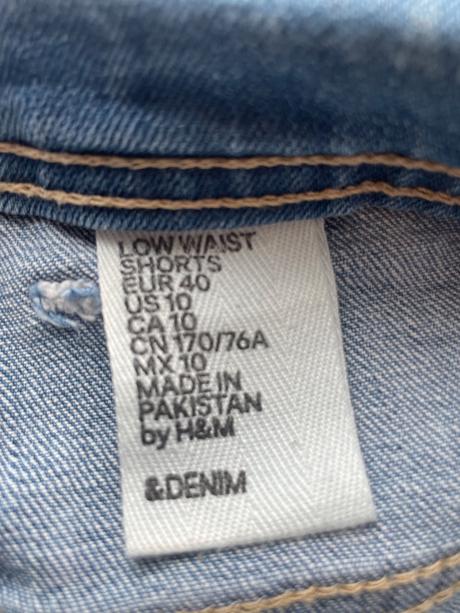 LOW WAIST
SHORTS
EUR 40
US 10
CA 10
CN 170/76A
MX 10
MADE IN
PAKISTAN
by H&M
&DENIM